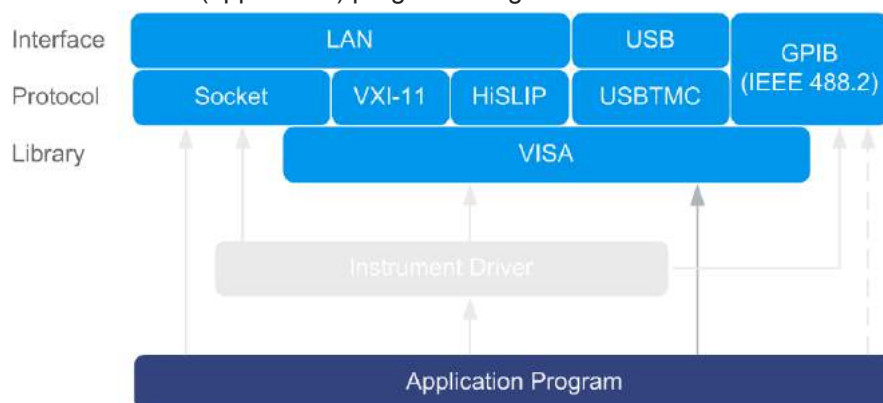 Interface
LAN
USB
GPIB
(IEEE 488.2)
Protocol
Socket
VXI-11
HiSLIP
USBTMC
Library
VISA
Instrument Driver
Application Program